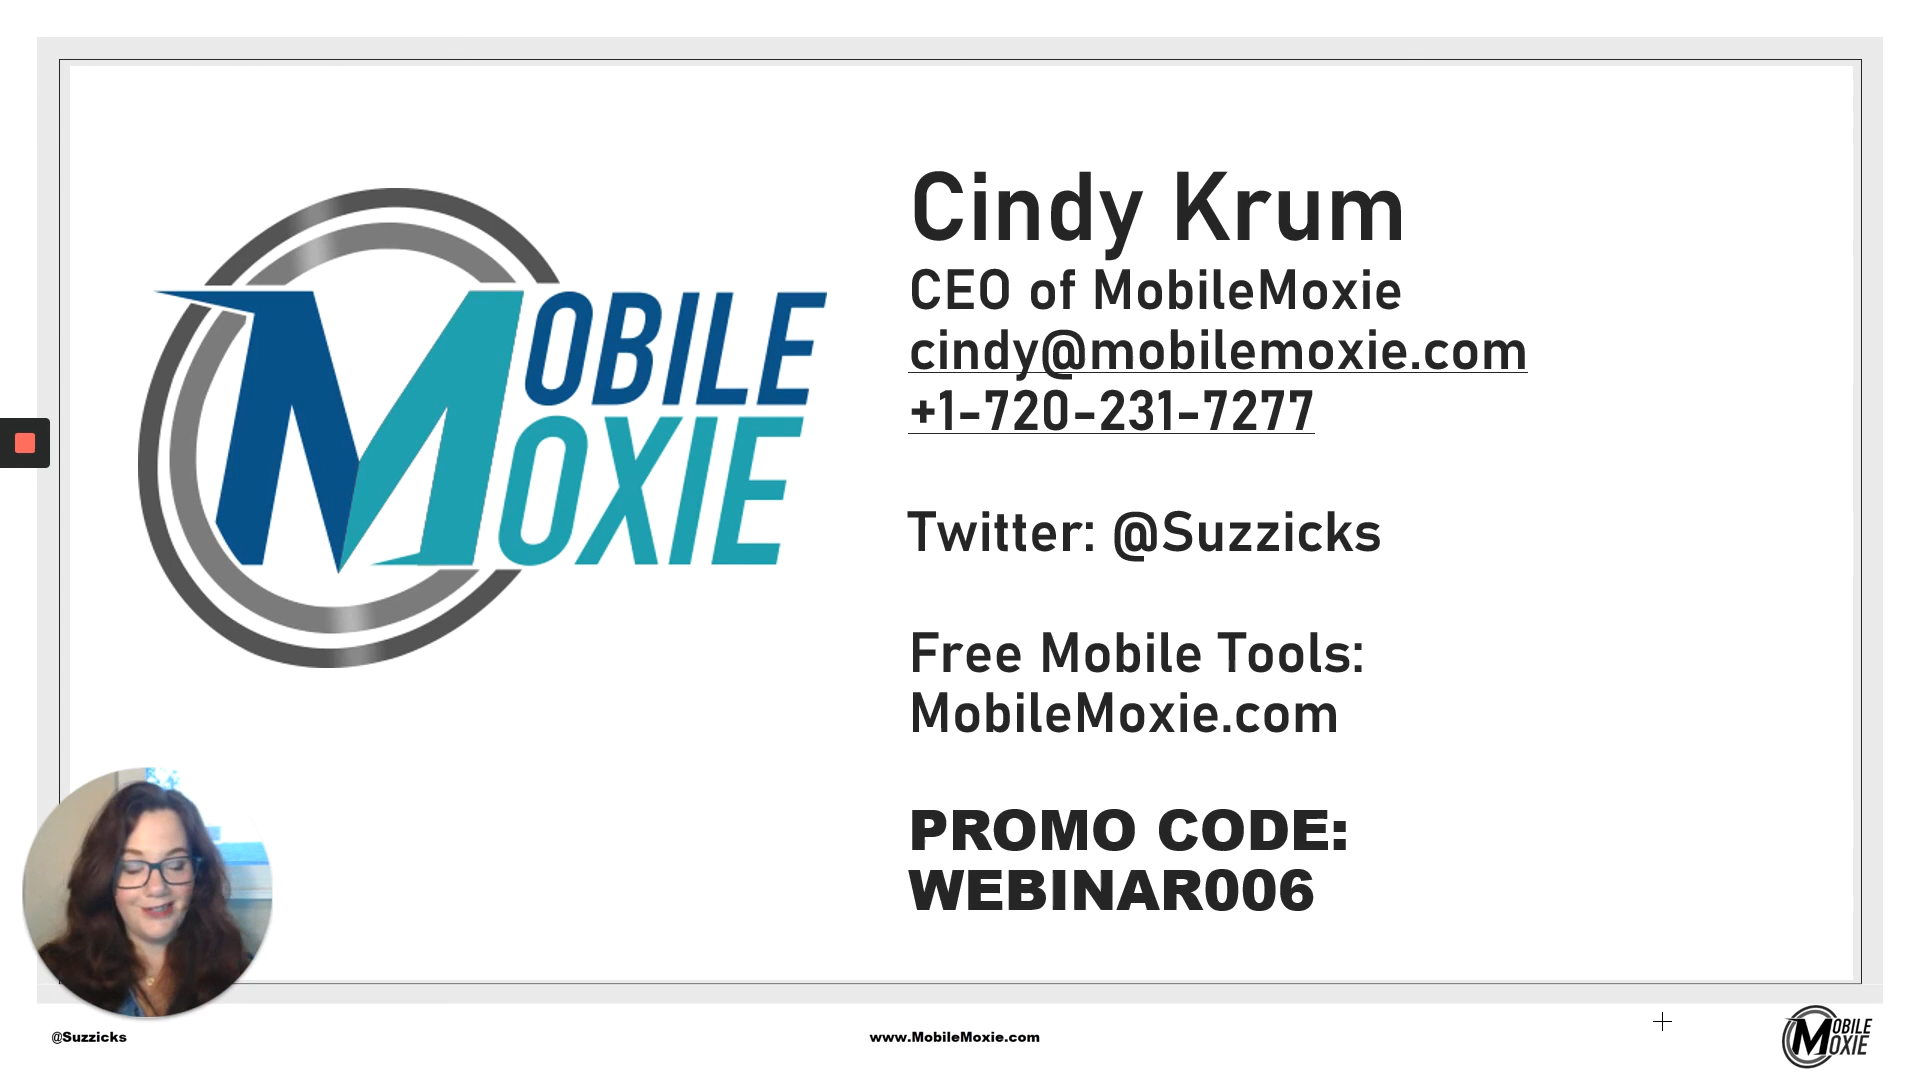 MOBILE
MOXIE
Cindy Krum
CEO of MobileMoxie
cindy@mobilemoxie.com
+1-720-231-7277
Twitter: @Suzzicks
Free Mobile Tools:
MobileMoxie.com
PROMO CODE:
WEBINAR006
@Suzzicks
www.MobileMoxie.com
MOBILE
MOXIE